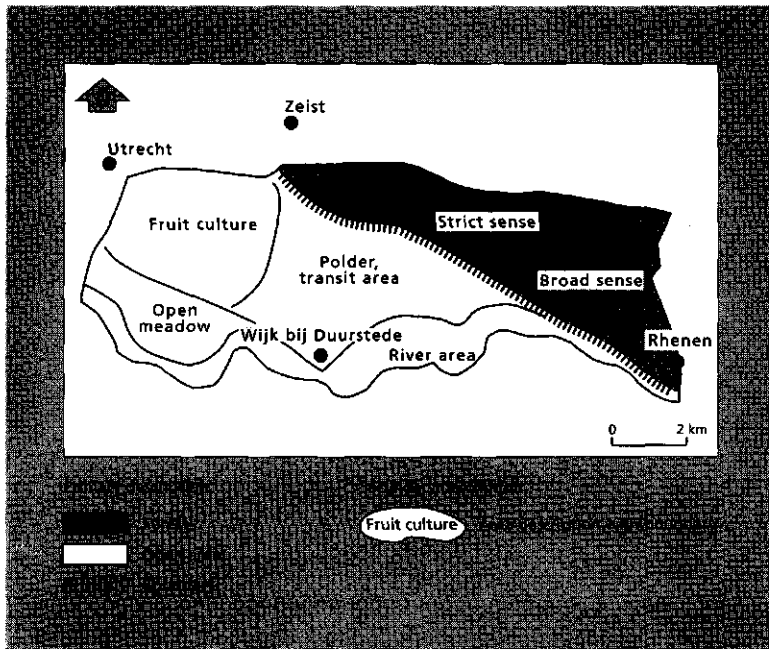 Zeist
Utrecht
Fruit culture
Strict sense
Polder,
transit area
Broad sense
Open
meadow
Wijk bij Duurstede
River area
Rhenen
0 2 km
Fruit culture